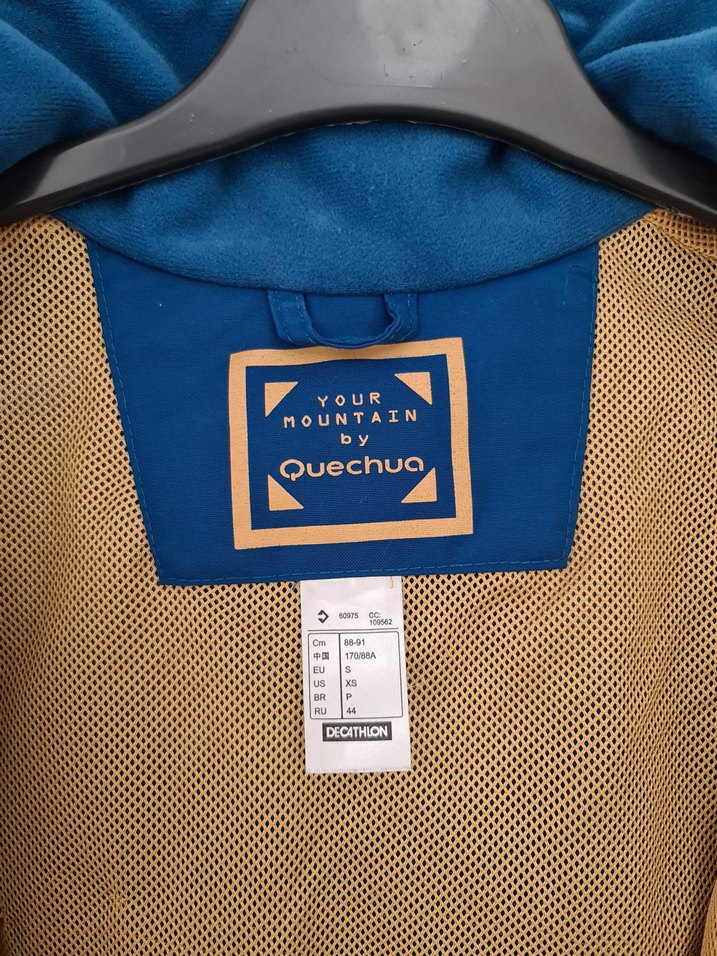 YOUR
MOUNTAIN
by
Quechua
60975 CC:
109562
Cm 88-91
中国 170/88A
EU S
US XS
BR P
RU 44
DECATHLON